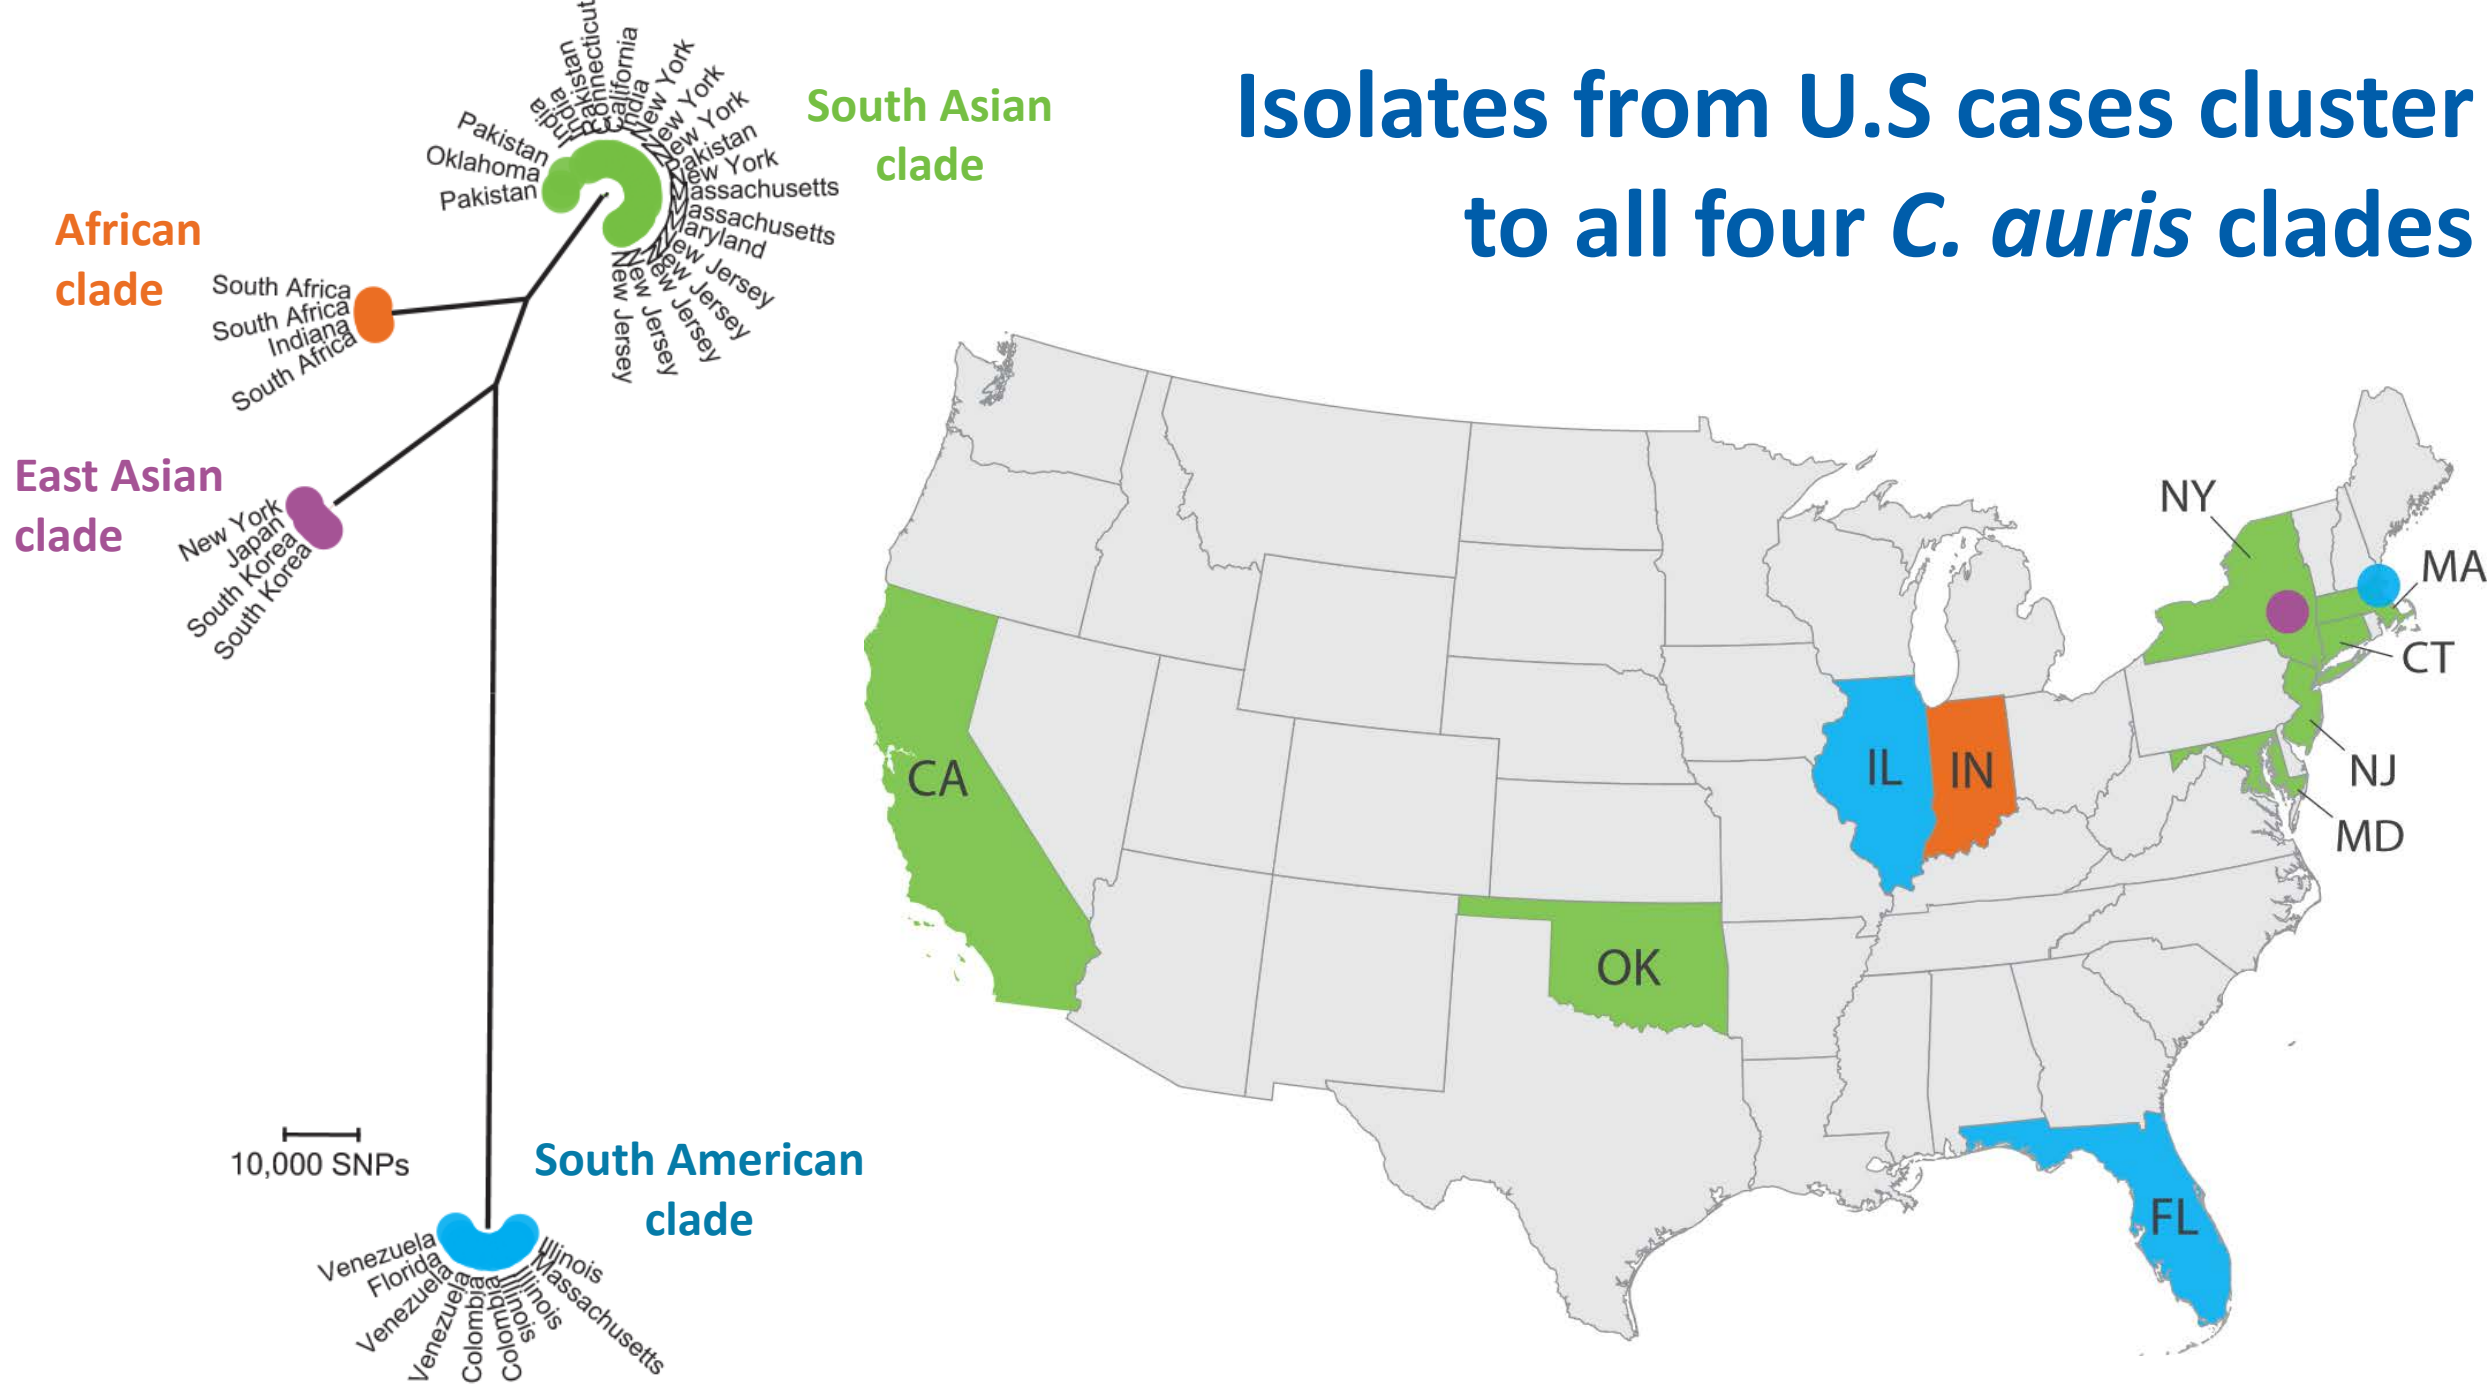 Isolates from U.S cases cluster
to all four C. auris clades
South Asian
clade
Pakistan
Oklahoma
Pakistan
India
India
Pakistan
Connecticut
California
India
New York
New York
New York
Pakistan
New York
Massachusetts
Massachusetts
Maryland
New Jersey
New Jersey
New Jersey
New Jersey
New Jersey
African
clade
South Africa
South Africa
Indiana
South Africa
East Asian
clade
New York
Japan
South Korea
South Korea
10,000 SNPs
South American
clade
Venezuela
Florida
Venezuela
Venezuela
Colombia
Colombia
Illinois
Illinois
Massachusetts
Illinois
NY
MA
CT
NJ
MD
CA
IL
IN
OK
FL